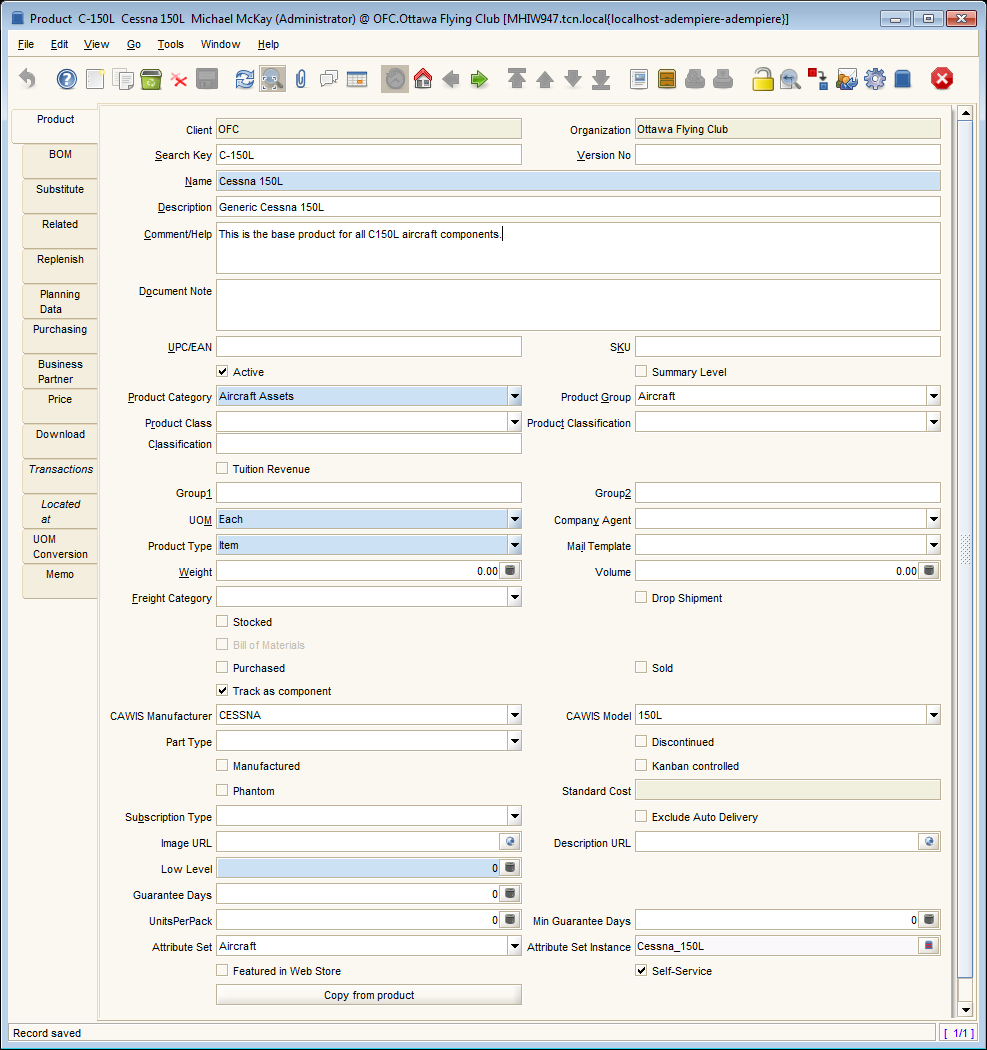 Product C-150L Cessna 150L Michael McKay (Administrator) @ OFC.Ottawa Flying Club [MHIW947.tcn.local{localhost-adempiere-adempiere}]
File Edit View Go Tools Window Help
Product
BOM
Substitute
Related
Replenish
Planning
Data
Purchasing
Business
Partner
Price
Download
Transactions
Located
at
UOM
Conversion
Memo
Client OFC Organization Ottawa Flying Club
Search Key C-150L Version No
Name Cessna 150L
Description Generic Cessna 150L
Comment/Help This is the base product for all C150L aircraft components.
Document Note
UPC/EAN SKU
Active Summary Level
Product Category Aircraft Assets Product Group Aircraft
Product Class Product Classification
Classification
Tuition Revenue
Group1 Group2
UOM Each Company Agent
Product Type Item Mail Template
Weight 0.00 Volume 0.00
Freight Category Drop Shipment
Stocked
Bill of Materials
Purchased Sold
Track as component
CAWIS Manufacturer CESSNA CAWIS Model 150L
Part Type Discontinued
Manufactured Kanban controlled
Phantom Standard Cost
Subscription Type Exclude Auto Delivery
Image URL Description URL
Low Level 0
Guarantee Days 0
UnitsPerPack 0 Min Guarantee Days 0
Attribute Set Aircraft Attribute Set Instance Cessna_150L
Featured in Web Store Self-Service
Copy from product
Record saved [ 1/1 ]